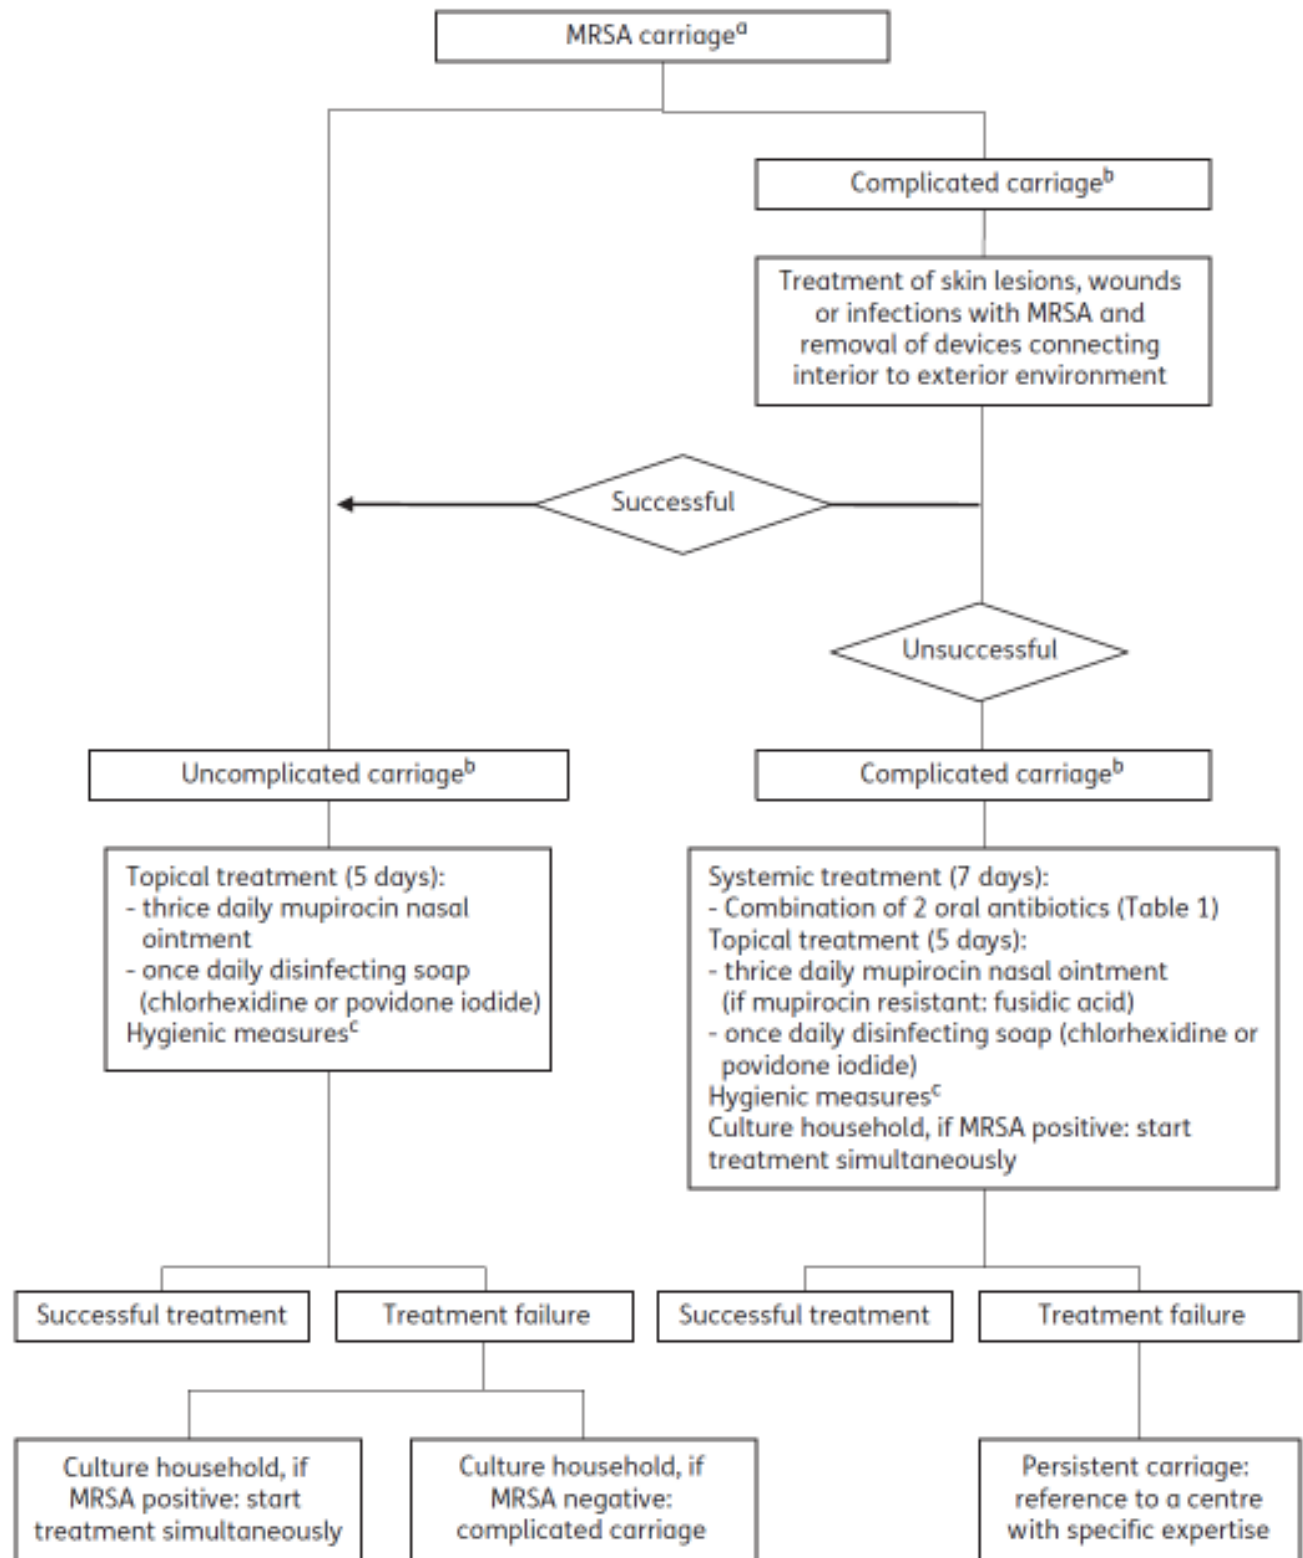 MRSA carriageᵃ
Complicated carriageᵇ
Treatment of skin lesions, wounds
or infections with MRSA and
removal of devices connecting
interior to exterior environment
Successful
Unsuccessful
Uncomplicated carriageᵇ
Topical treatment (5 days):
- thrice daily mupirocin nasal
ointment
- once daily disinfecting soap
(chlorhexidine or povidone iodide)
Hygienic measuresᶜ
Complicated carriageᵇ
Systemic treatment (7 days):
- Combination of 2 oral antibiotics (Table 1)
Topical treatment (5 days):
- thrice daily mupirocin nasal ointment
(if mupirocin resistant: fusidic acid)
- once daily disinfecting soap (chlorhexidine or
povidone iodide)
Hygienic measuresᶜ
Culture household, if MRSA positive: start
treatment simultaneously
Successful treatment
Treatment failure
Successful treatment
Treatment failure
Culture household, if
MRSA positive: start
treatment simultaneously
Culture household, if
MRSA negative:
complicated carriage
Persistent carriage:
reference to a centre
with specific expertise